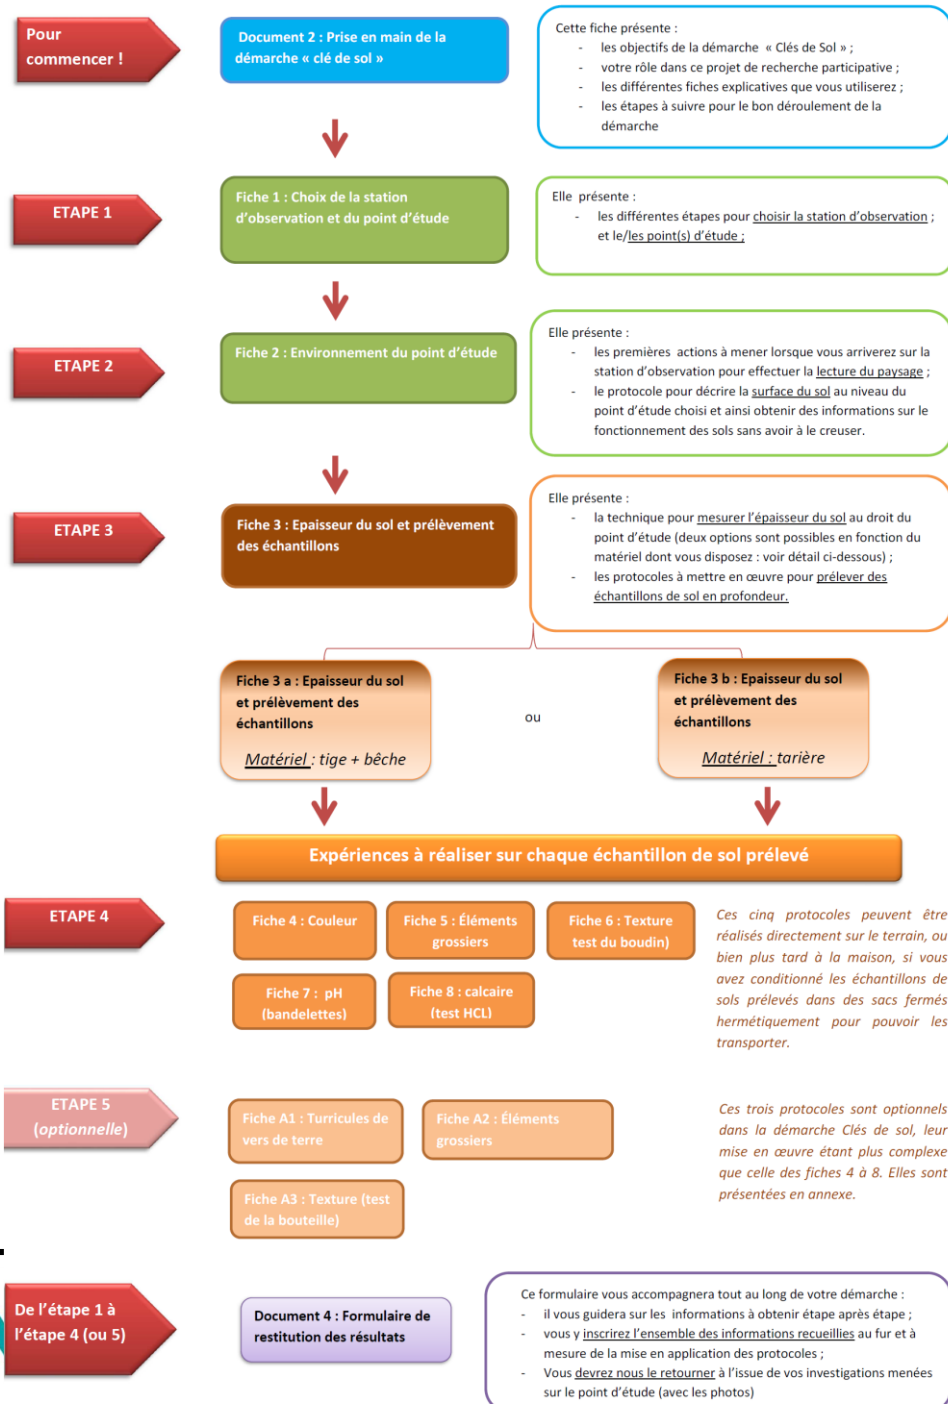 Pour
commencer !
Document 2 : Prise en main de la
démarche « clé de sol »
Cette fiche présente :
- les objectifs de la démarche « Clés de Sol » ;
- votre rôle dans ce projet de recherche participative ;
- les différentes fiches explicatives que vous utiliserez ;
- les étapes à suivre pour le bon déroulement de la
démarche
ETAPE 1
Fiche 1 : Choix de la station
d'observation et du point d'étude
Elle présente :
- les différentes étapes pour choisir la station d'observation ;
et le/les point(s) d'étude ;
ETAPE 2
Fiche 2 : Environnement du point d'étude
Elle présente :
- les premières actions à mener lorsque vous arriverez sur la
station d'observation pour effectuer la lecture du paysage ;
- le protocole pour décrire la surface du sol au niveau du
point d'étude choisi et ainsi obtenir des informations sur le
fonctionnement des sols sans avoir à le creuser.
ETAPE 3
Fiche 3 : Epaisseur du sol et prélèvement
des échantillons
Elle présente :
- la technique pour mesurer l'épaisseur du sol au droit du
point d'étude (deux options sont possibles en fonction du
matériel dont vous disposez : voir détail ci-dessous) ;
- les protocoles à mettre en œuvre pour prélever des
échantillons de sol en profondeur.
Fiche 3 a : Epaisseur du sol
et prélèvement des
échantillons
Matériel : tige + bêche
ou
Fiche 3 b : Epaisseur du sol
et prélèvement des
échantillons
Matériel : tarière
Expériences à réaliser sur chaque échantillon de sol prélevé
ETAPE 4
Fiche 4 : Couleur
Fiche 5 : Éléments
grossiers
Fiche 6 : Texture
test du boudin)
Fiche 7 : pH
(bandelettes)
Fiche 8 : calcaire
(test HCL)
Ces cinq protocoles peuvent être
réalisés directement sur le terrain, ou
bien plus tard à la maison, si vous
avez conditionné les échantillons de
sols prélevés dans des sacs fermés
hermétiquement pour pouvoir les
transporter.
ETAPE 5
(optionnelle)
Fiche A1 : Turricules de
vers de terre
Fiche A2 : Éléments
grossiers
Fiche A3 : Texture (test
de la bouteille)
Ces trois protocoles sont optionnels
dans la démarche Clés de sol, leur
mise en œuvre étant plus complexe
que celle des fiches 4 à 8. Elles sont
présentées en annexe.
De l'étape 1 à
l'étape 4 (ou 5)
Document 4 : Formulaire de
restitution des résultats
Ce formulaire vous accompagnera tout au long de votre démarche :
- il vous guidera sur les informations à obtenir étape après étape ;
- vous y inscrirez l'ensemble des informations recueillies au fur et à
mesure de la mise en application des protocoles ;
- Vous devrez nous le retourner à l'issue de vos investigations menées
sur le point d'étude (avec les photos)